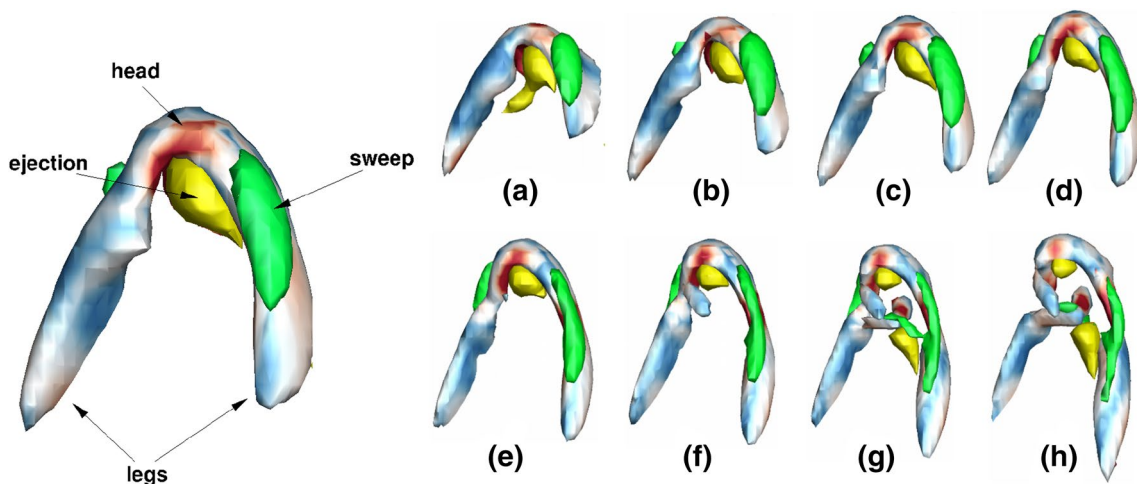 head
ejection
sweep
legs
(a)
(b)
(c)
(d)
(e)
(f)
(g)
(h)